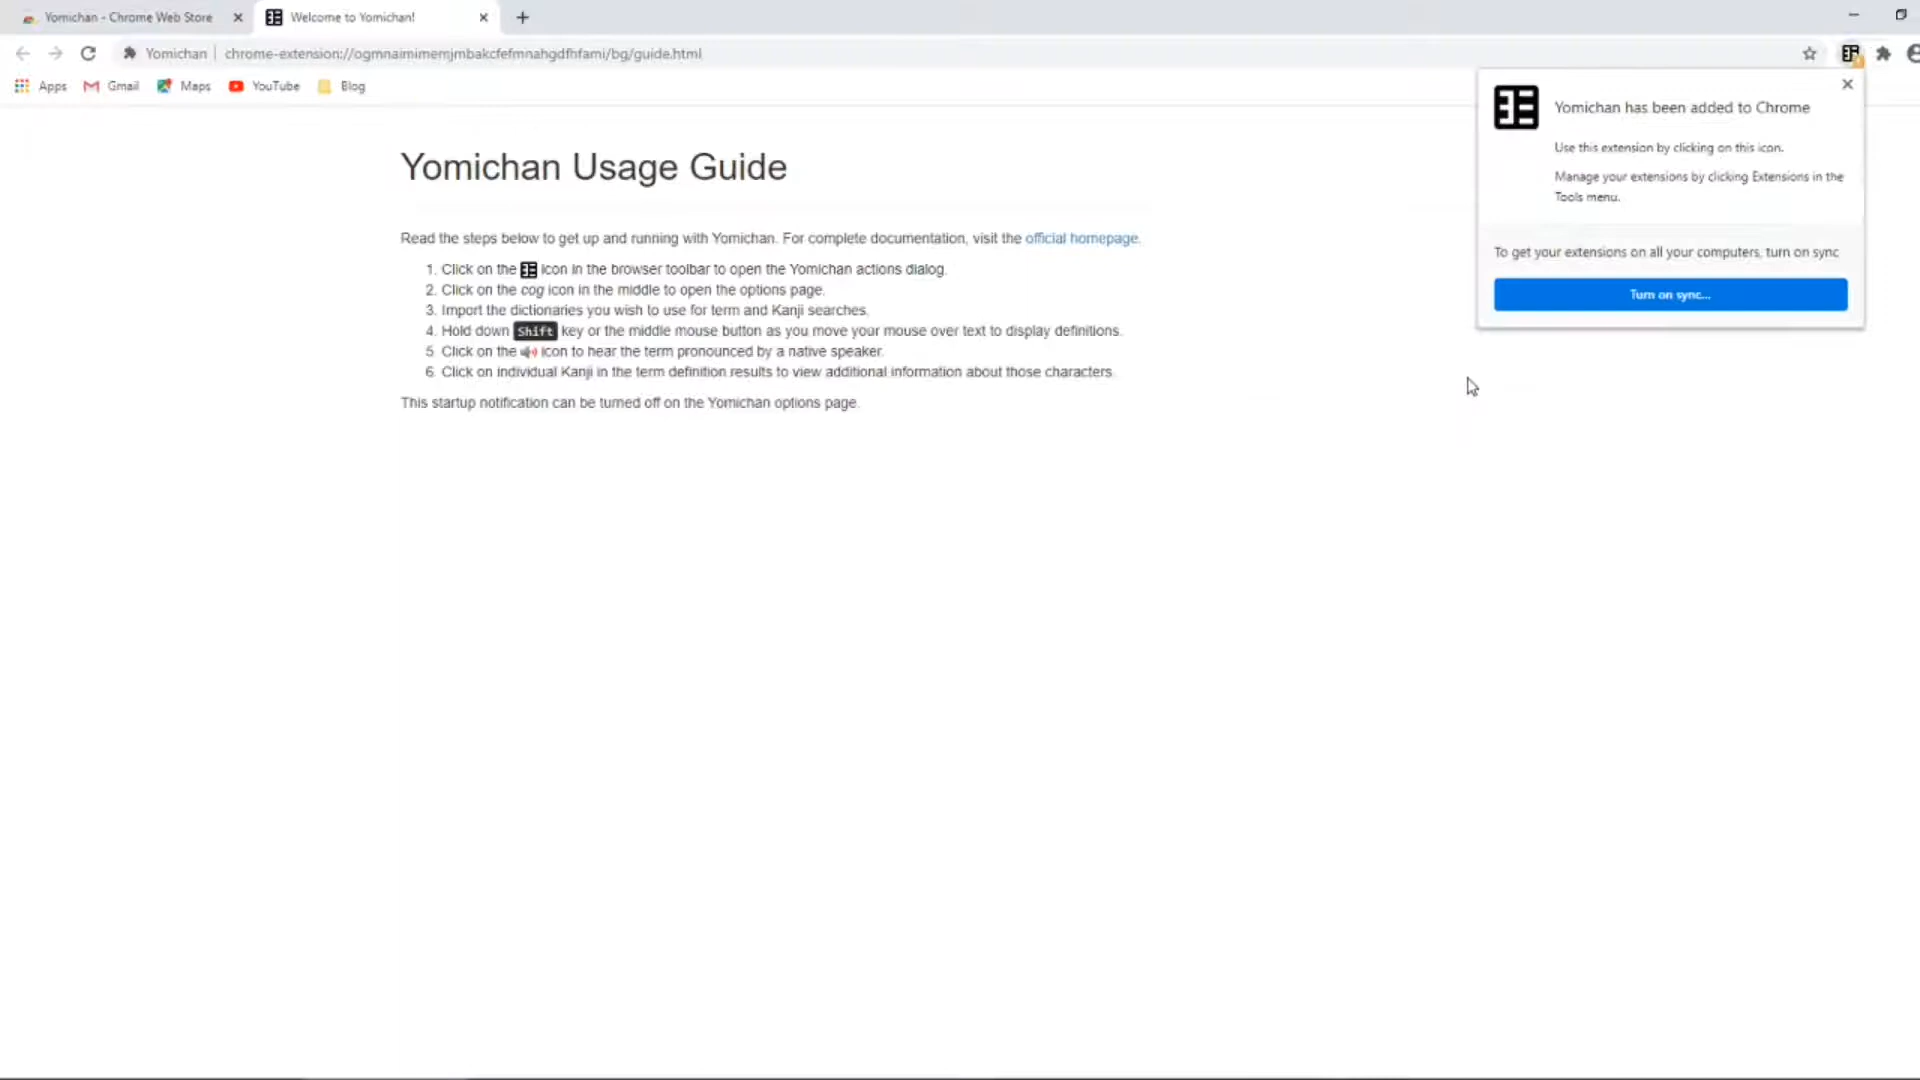 Yomichan - Chrome Web Store
Welcome to Yomichan!
Yomichan | chrome-extension://ogmnaimimemjmbakcfefmnahgdfhfami/bg/guide.html
Apps Gmail Maps YouTube Blog
Yomichan has been added to Chrome
Use this extension by clicking on this icon.
Manage your extensions by clicking Extensions in the
Tools menu.
To get your extensions on all your computers, turn on sync
Turn on sync...
Yomichan Usage Guide
Read the steps below to get up and running with Yomichan. For complete documentation, visit the official homepage.
1. Click on the icon in the browser toolbar to open the Yomichan actions dialog.
2. Click on the cog icon in the middle to open the options page.
3. Import the dictionaries you wish to use for term and Kanji searches.
4. Hold down Shift key or the middle mouse button as you move your mouse over text to display definitions.
5. Click on the icon to hear the term pronounced by a native speaker.
6. Click on individual Kanji in the term definition results to view additional information about those characters.
This startup notification can be turned off on the Yomichan options page.